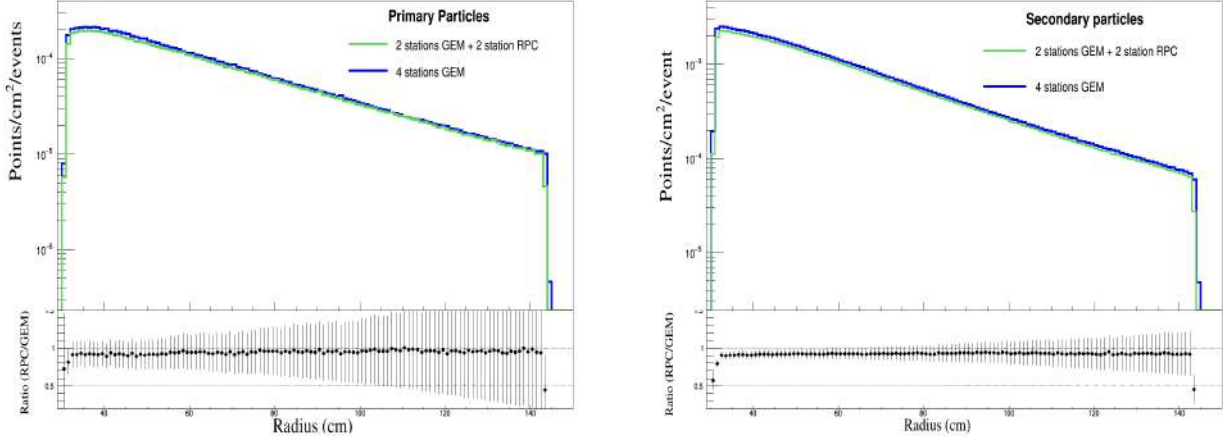 Primary Particles
2 stations GEM + 2 station RPC
4 stations GEM
Points/cm²/events
10⁻⁴
10⁻⁵
10⁻⁶
Ratio (RPC/GEM)
1
0.5
40 60 80 100 120 140
Radius (cm)
Secondary particles
2 stations GEM + 2 station RPC
4 stations GEM
Points/cm²/event
10⁻³
10⁻⁴
10⁻⁵
Ratio (RPC/GEM)
1
0.5
40 60 80 100 120 140
Radius (cm)